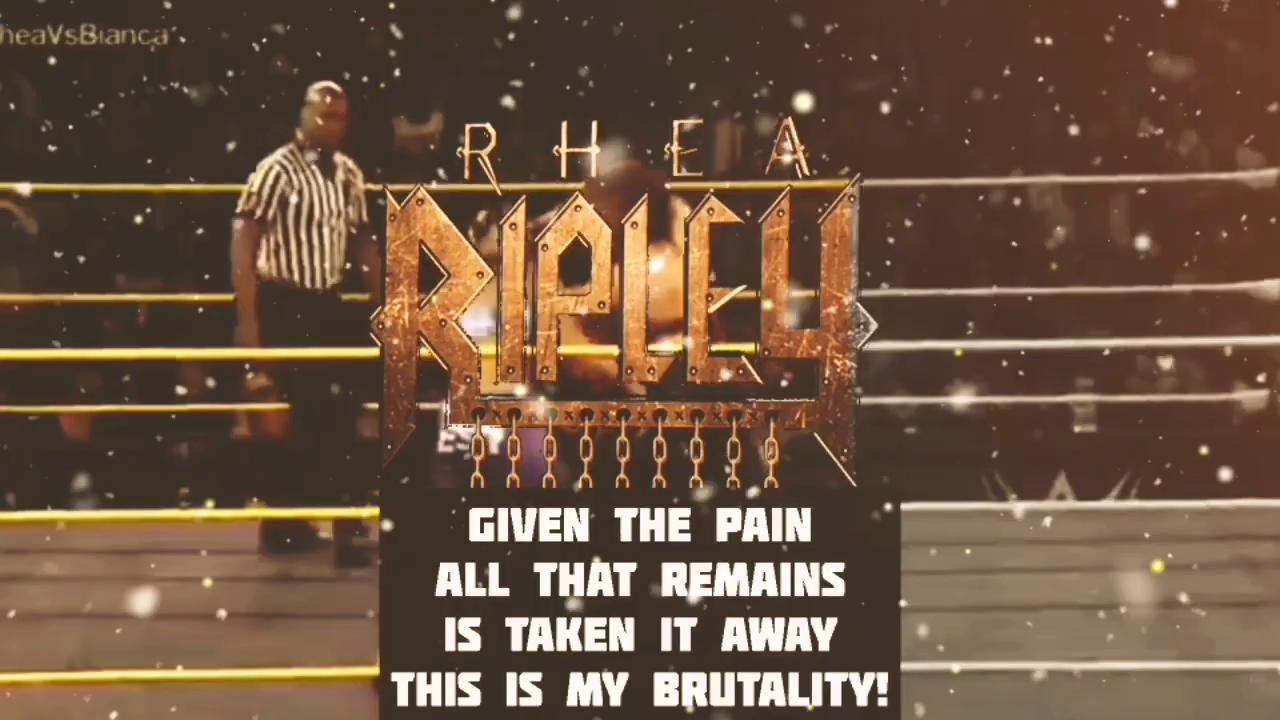 heaVsBianca
RHEA
RIPLEY
GIVEN THE PAIN
ALL THAT REMAINS
IS TAKEN IT AWAY
THIS IS MY BRUTALITY!